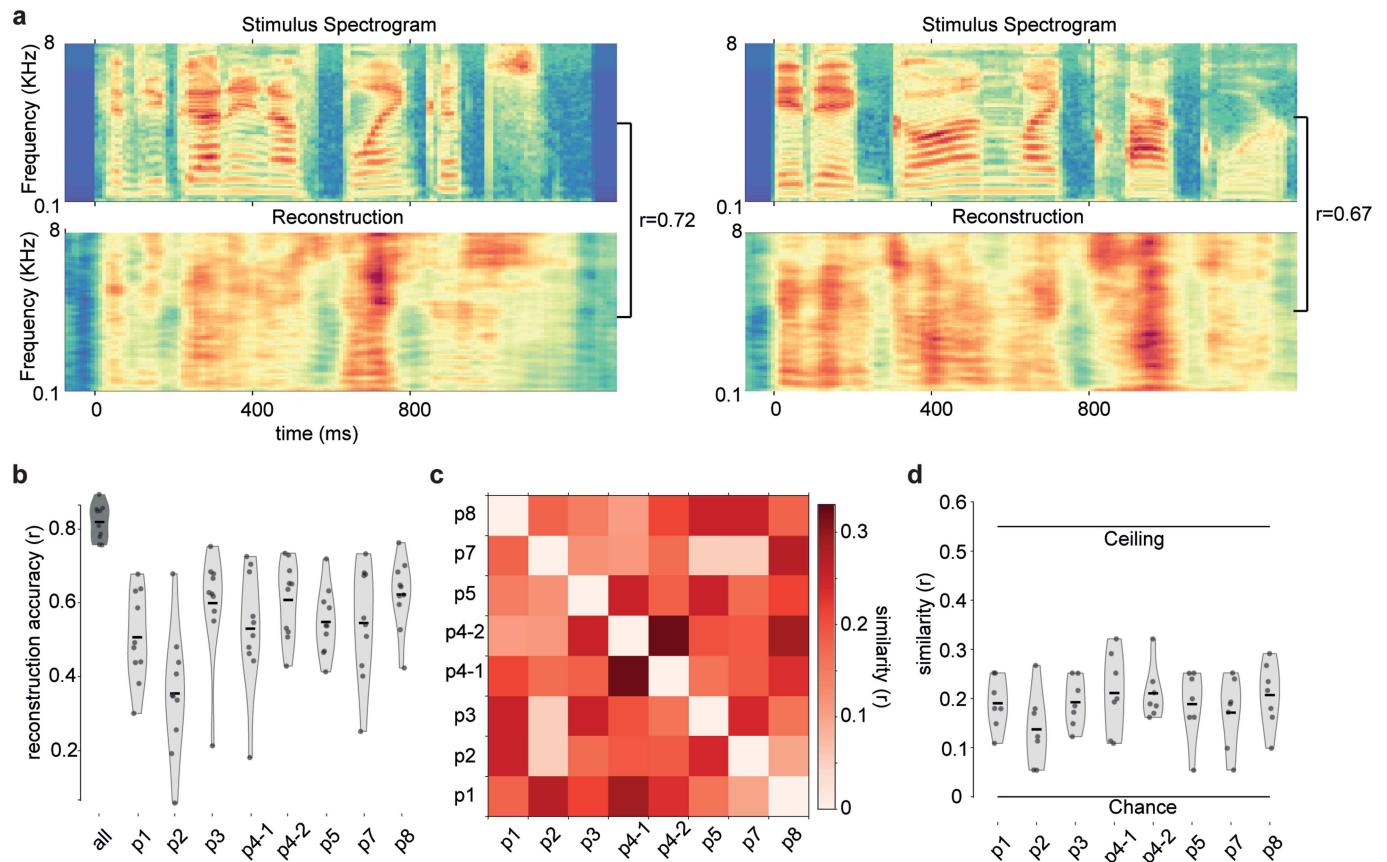 a
Stimulus Spectrogram
8
Frequency (KHz)
0.1
Reconstruction
8
Frequency (KHz)
0.1
0 400 800
time (ms)
r=0.72
Stimulus Spectrogram
8
0.1
Reconstruction
8
0.1
0 400 800
r=0.67
b
reconstruction accuracy (r)
0.8
0.6
0.4
0.2
all p1 p2 p3 p4-1 p4-2 p5 p7 p8
c
p8
p7
p5
p4-2
p4-1
p3
p2
p1
p1 p2 p3 p4-1 p4-2 p5 p7 p8
0.3
0.2
0.1
0
similarity (r)
d
similarity (r)
0.6
0.5
0.4
0.3
0.2
0.1
0
Ceiling
Chance
p1 p2 p3 p4-1 p4-2 p5 p7 p8